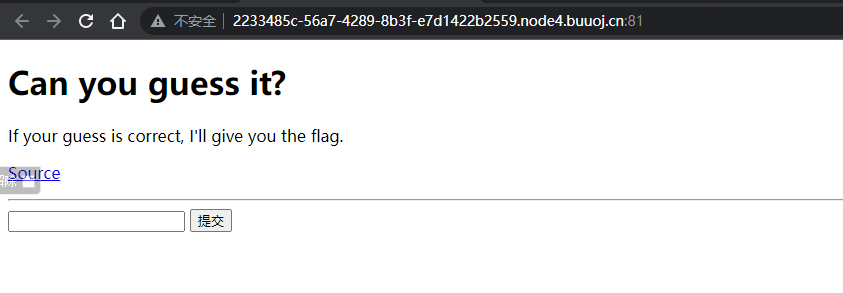 不安全 | 2233485c-56a7-4289-8b3f-e7d1422b2559.node4.buuoj.cn:81
Can you guess it?
If your guess is correct, I'll give you the flag.
Source
提交